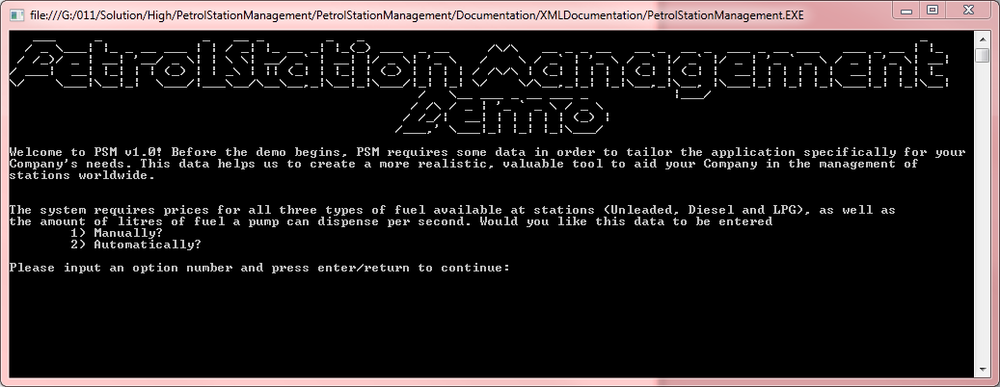 file:///G:/011/Solution/High/PetrolStationManagement/PetrolStationManagement/Documentation/XMLDocumentation/PetrolStationManagement.EXE
PetrolStation Management
Demo
Welcome to PSM v1.0! Before the demo begins, PSM requires some data in order to tailor the application specifically for your
Company's needs. This data helps us to create a more realistic, valuable tool to aid your Company in the management of
stations worldwide.
The system requires prices for all three types of fuel available at stations (Unleaded, Diesel and LPG), as well as
the amount of litres of fuel a pump can dispense per second. Would you like this data to be entered
1) Manually?
2) Automatically?
Please input an option number and press enter/return to continue: